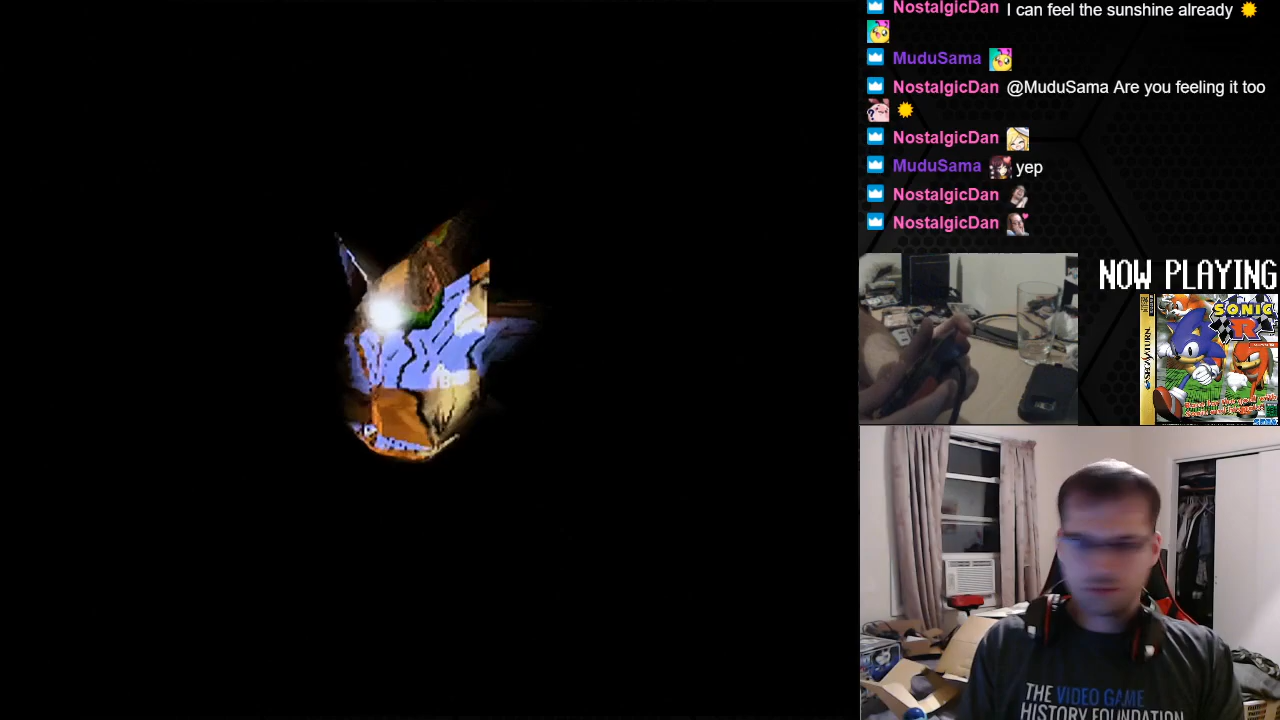 NostalgicDan I can feel the sunshine already
MuduSama
NostalgicDan @MuduSama Are you feeling it too
NostalgicDan
MuduSama yep
NostalgicDan
NostalgicDan
NOW PLAYING
SONIC
R
SEGA SATURN
SEGA
THE VIDEO GAME
HISTORY FOUNDATION